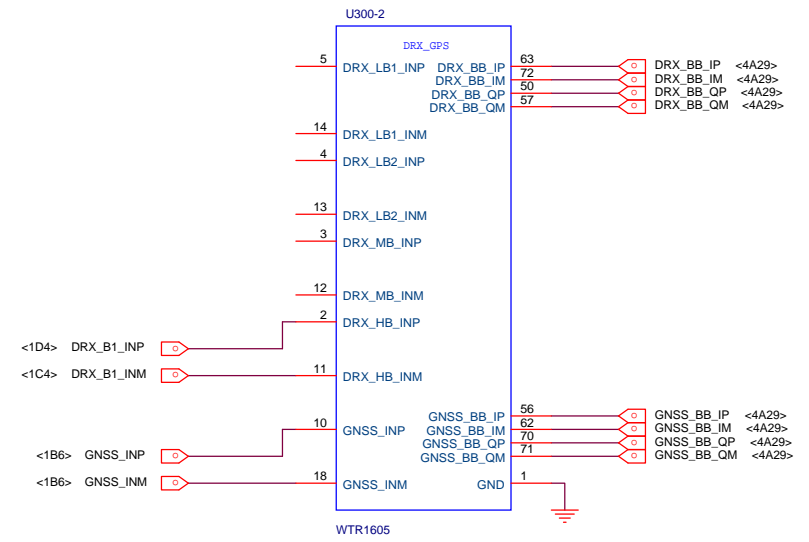 U300-2
DRX_GPS
5 DRX_LB1_INP DRX_BB_IP 63 DRX_BB_IP <4A29>
DRX_BB_IM 72 DRX_BB_IM <4A29>
DRX_BB_QP 50 DRX_BB_QP <4A29>
DRX_BB_QM 57 DRX_BB_QM <4A29>
14 DRX_LB1_INM
4 DRX_LB2_INP
13 DRX_LB2_INM
3 DRX_MB_INP
12 DRX_MB_INM
2 DRX_HB_INP
<1D4> DRX_B1_INP
<1C4> DRX_B1_INM 11 DRX_HB_INM
GNSS_BB_IP 56 GNSS_BB_IP <4A29>
10 GNSS_INP GNSS_BB_IM 62 GNSS_BB_IM <4A29>
GNSS_BB_QP 70 GNSS_BB_QP <4A29>
<1B6> GNSS_INP GNSS_BB_QM 71 GNSS_BB_QM <4A29>
<1B6> GNSS_INM 18 GNSS_INM GND 1
WTR1605